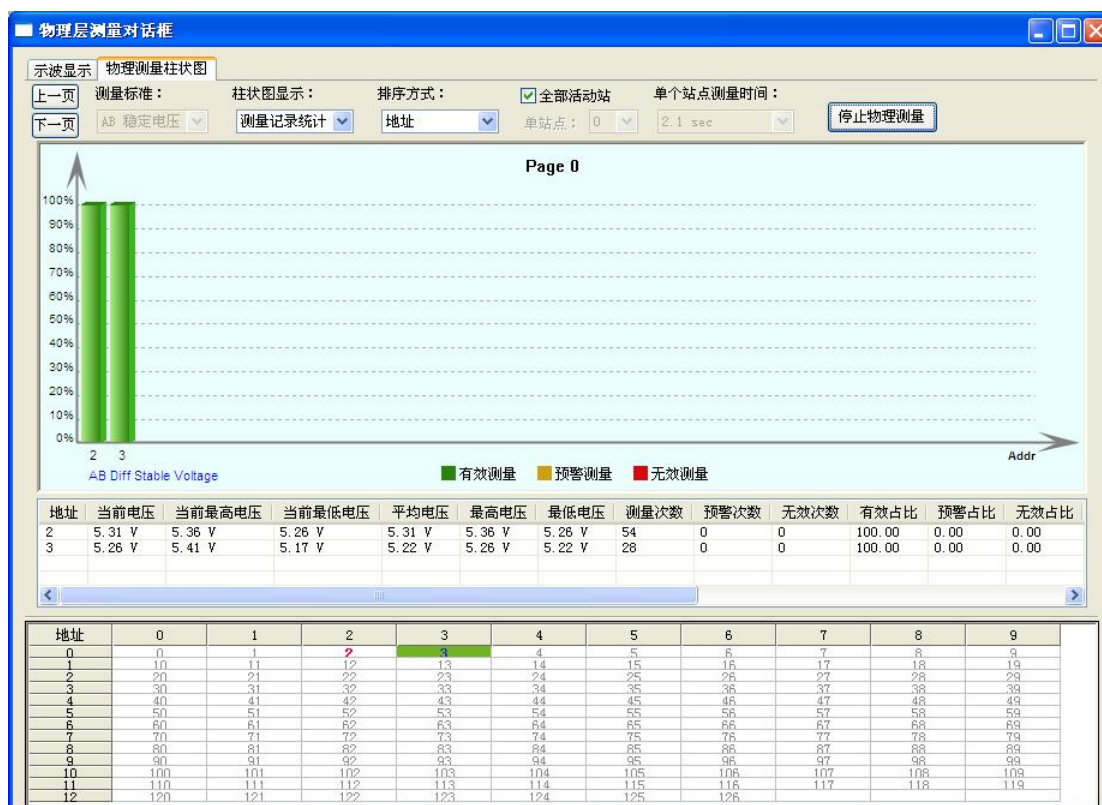 物理层测量对话框
示波显示 物理测量柱状图
上一页 测量标准： 柱状图显示： 排序方式： 全部活动站 单个站点测量时间：
下一页 AB 稳定电压 测量记录统计 地址 单站点： 0 2.1 sec 停止物理测量
Page 0
100%
90%
80%
70%
60%
50%
40%
30%
20%
10%
0%
2 3 Addr
AB Diff Stable Voltage 有效测量 预警测量 无效测量
地址 当前电压 当前最高电压 当前最低电压 平均电压 最高电压 最低电压 测量次数 预警次数 无效次数 有效占比 预警占比 无效占比
2 5.31 V 5.36 V 5.26 V 5.31 V 5.36 V 5.26 V 54 0 0 100.00 0.00 0.00
3 5.26 V 5.41 V 5.17 V 5.22 V 5.26 V 5.22 V 28 0 0 100.00 0.00 0.00
地址 0 1 2 3 4 5 6 7 8 9
0 0 1 2 3 4 5 6 7 8 9
1 10 11 12 13 14 15 16 17 18 19
2 20 21 22 23 24 25 26 27 28 29
3 30 31 32 33 34 35 36 37 38 39
4 40 41 42 43 44 45 46 47 48 49
5 50 51 52 53 54 55 56 57 58 59
6 60 61 62 63 64 65 66 67 68 69
7 70 71 72 73 74 75 76 77 78 79
8 80 81 82 83 84 85 86 87 88 89
9 90 91 92 93 94 95 96 97 98 99
10 100 101 102 103 104 105 106 107 108 109
11 110 111 112 113 114 115 116 117 118 119
12 120 121 122 123 124 125 126